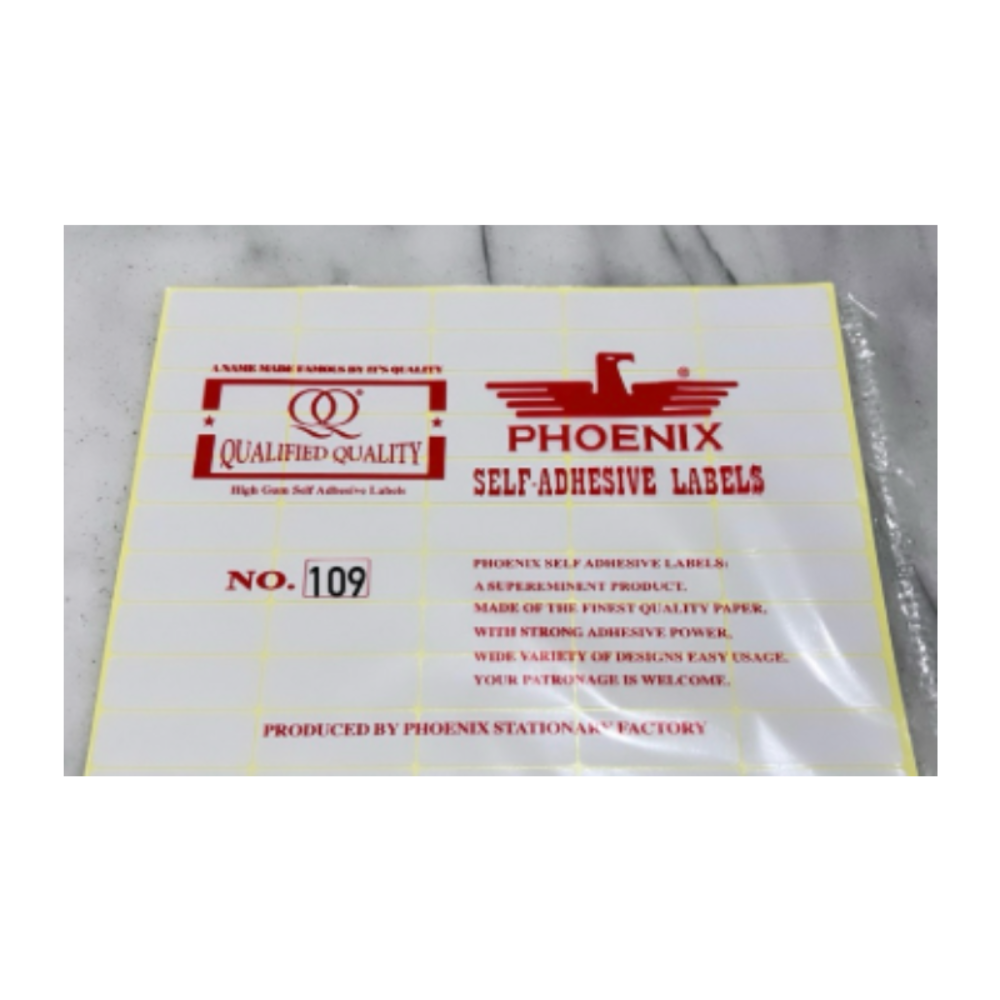 A NAME MADE FAMOUS BY IT'S QUALITY
QQ®
QUALIFIED QUALITY
High Gum Self Adhesive Labels
®
PHOENIX
SELF-ADHESIVE LABELS
NO. 109
PHOENIX SELF ADHESIVE LABELS:
A SUPEREMINENT PRODUCT.
MADE OF THE FINEST QUALITY PAPER.
WITH STRONG ADHESIVE POWER.
WIDE VARIETY OF DESIGNS EASY USAGE.
YOUR PATRONAGE IS WELCOME.
PRODUCED BY PHOENIX STATIONARY FACTORY